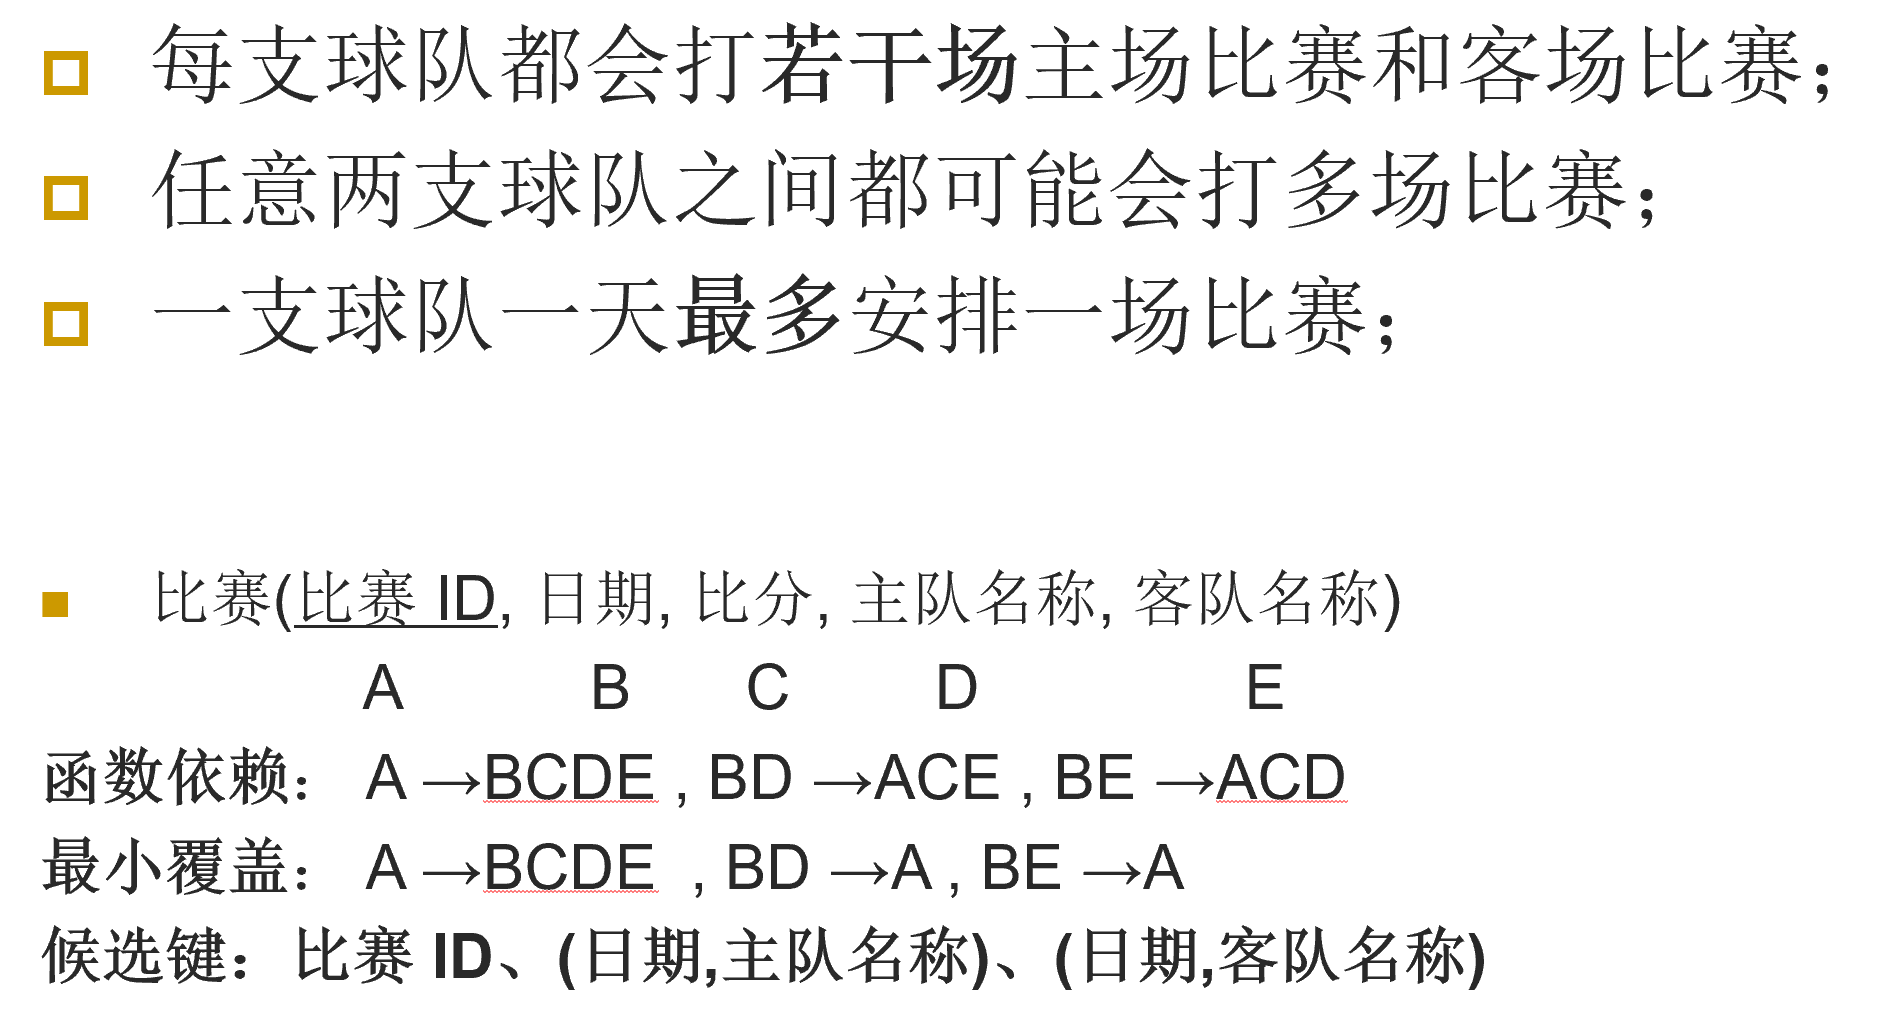 每支球队都会打若干场主场比赛和客场比赛；
任意两支球队之间都可能会打多场比赛；
一支球队一天最多安排一场比赛；
比赛(比赛 ID, 日期, 比分, 主队名称, 客队名称)
A B C D E
函数依赖： A →BCDE , BD →ACE , BE →ACD
最小覆盖： A →BCDE , BD →A , BE →A
候选键：比赛 ID、(日期,主队名称)、(日期,客队名称)